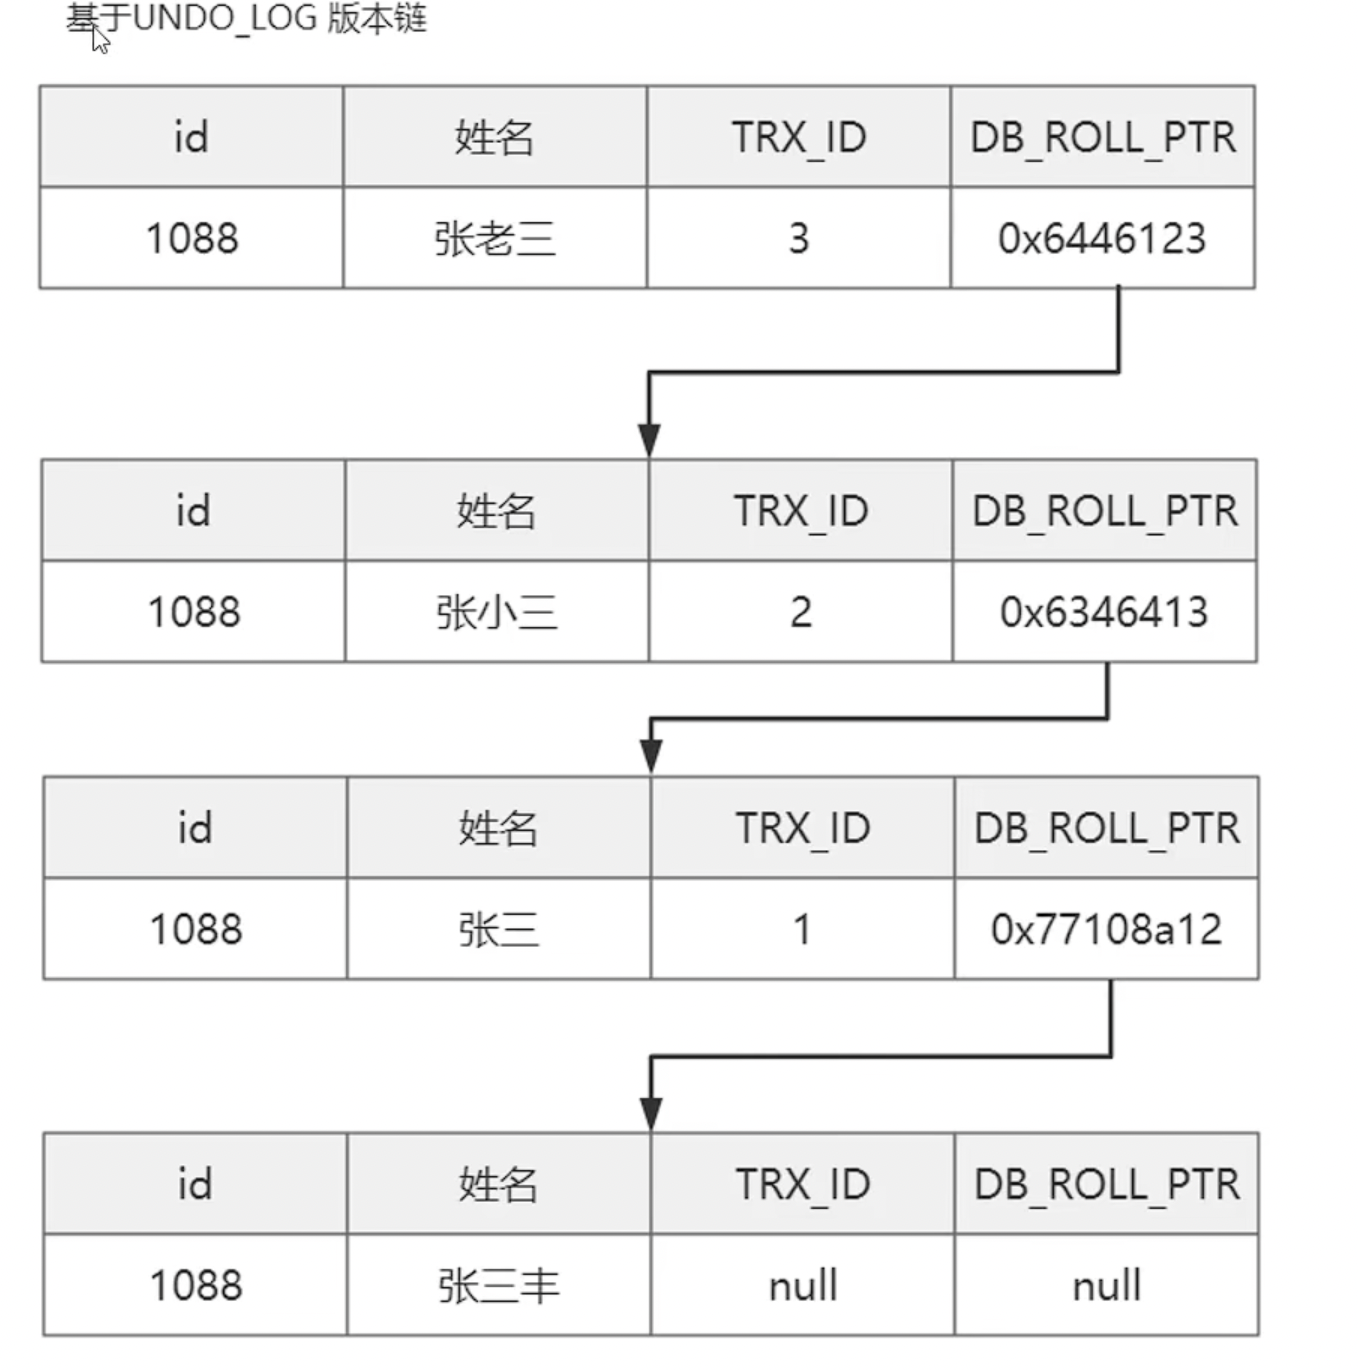 基于UNDO_LOG 版本链
id 姓名 TRX_ID DB_ROLL_PTR
1088 张老三 3 0x6446123
id 姓名 TRX_ID DB_ROLL_PTR
1088 张小三 2 0x6346413
id 姓名 TRX_ID DB_ROLL_PTR
1088 张三 1 0x77108a12
id 姓名 TRX_ID DB_ROLL_PTR
1088 张三丰 null null